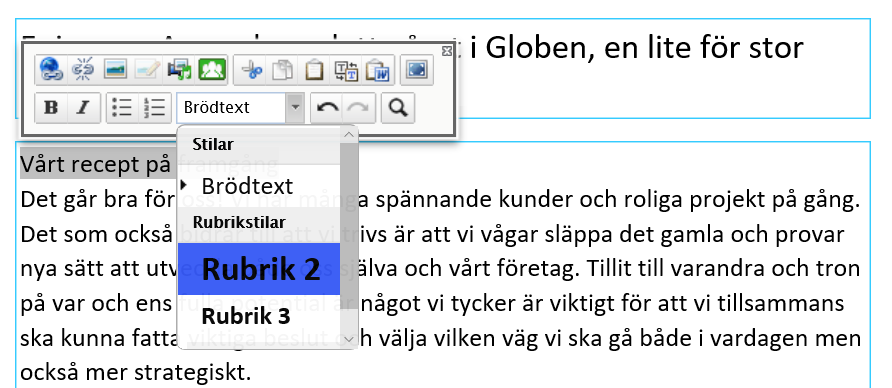 i Globen, en lite för stor
B I Brödtext
Stilar
Brödtext
Rubrikstilar
Rubrik 2
Rubrik 3
Vårt recept på framgång
Det går bra för oss! Vi har många spännande kunder och roliga projekt på gång.
Det som också bidrar till att vi trivs är att vi vågar släppa det gamla och provar
nya sätt att utveckla själva och vårt företag. Tillit till varandra och tron
på var och ens fulla potential är något vi tycker är viktigt för att vi tillsammans
ska kunna fatta viktiga beslut och välja vilken väg vi ska gå både i vardagen men
också mer strategiskt.